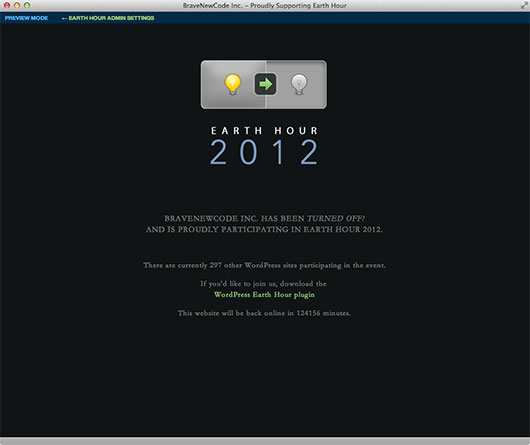 BraveNewCode Inc. – Proudly Supporting Earth Hour
PREVIEW MODE ← EARTH HOUR ADMIN SETTINGS
EARTH HOUR
2012
BRAVENEWCODE INC. HAS BEEN TURNED OFF!
AND IS PROUDLY PARTICIPATING IN EARTH HOUR 2012.
There are currently 297 other WordPress sites participating in the event.
If you'd like to join us, download the
WordPress Earth Hour plugin
This website will be back online in 124156 minutes.